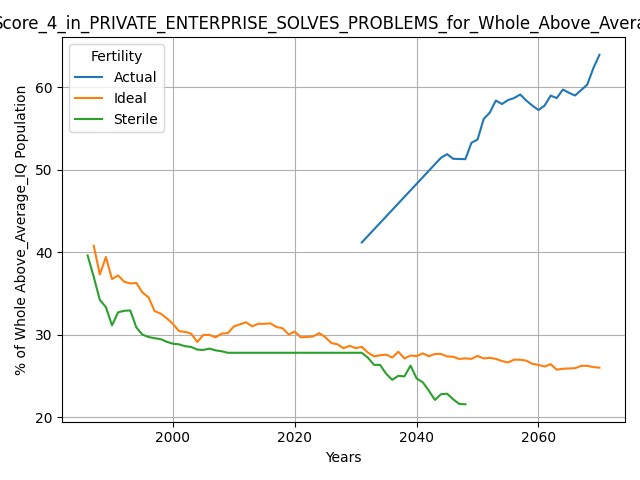 Score_4_in_PRIVATE_ENTERPRISE_SOLVES_PROBLEMS_for_Whole_Above_Avera
Fertility
Actual
Ideal
Sterile
% of Whole Above_Average_IQ Population
60
50
40
30
20
2000
2020
2040
2060
Years